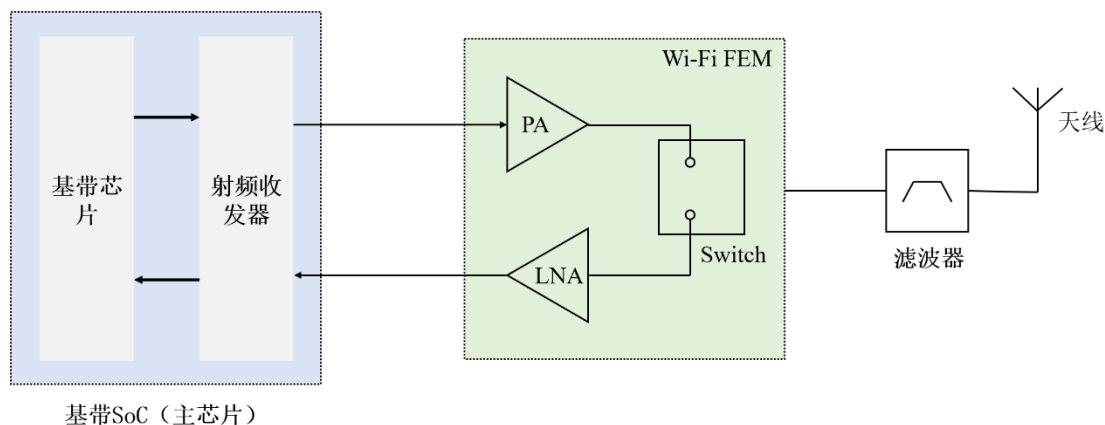 Wi-Fi FEM
PA
天线
基带芯
片
射频收
发器
Switch
LNA
滤波器
基带SoC（主芯片）